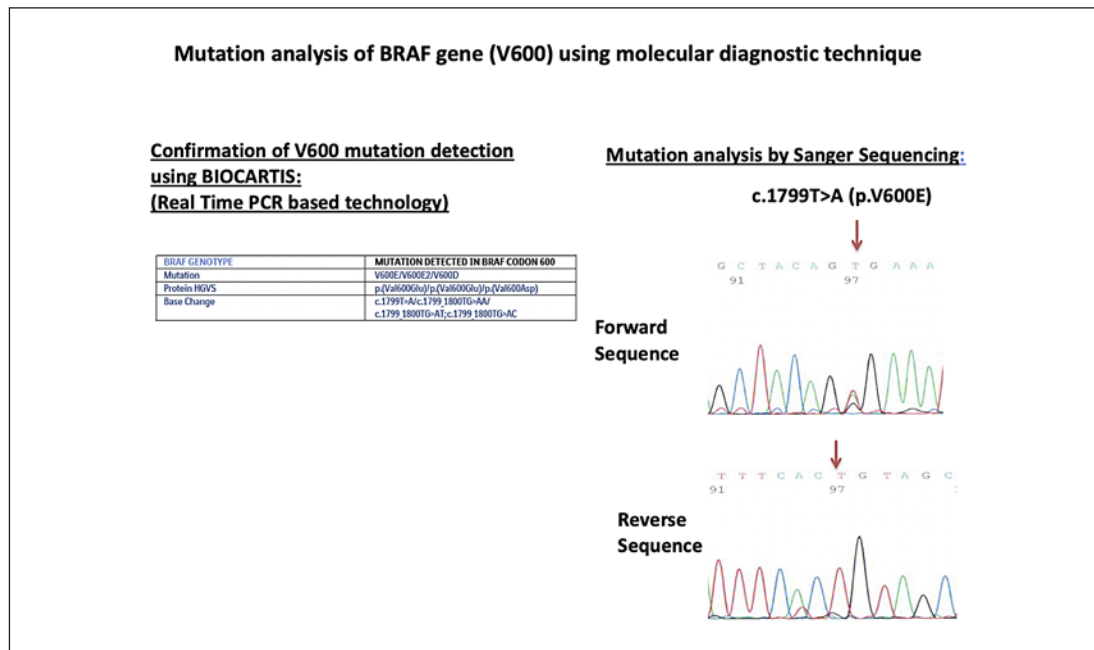 Mutation analysis of BRAF gene (V600) using molecular diagnostic technique
Confirmation of V600 mutation detection
using BIOCARTIS:
(Real Time PCR based technology)
BRAF GENOTYPE MUTATION DETECTED IN BRAF CODON 600
Mutation V600E/V600E2/V600D
Protein HGVS p.(Val600Glu)/p.(Val600Glu)/p.(Val600Asp)
Base Change c.1799T>A/c.1799_1800TG>AA/
c.1799_1800TG>AT;c.1799_1800TG>AC
Mutation analysis by Sanger Sequencing:
c.1799T>A (p.V600E)
G C T A C A G T G A A A
91 97
Forward
Sequence
T T T C A C T G T A G C
91 97
Reverse
Sequence